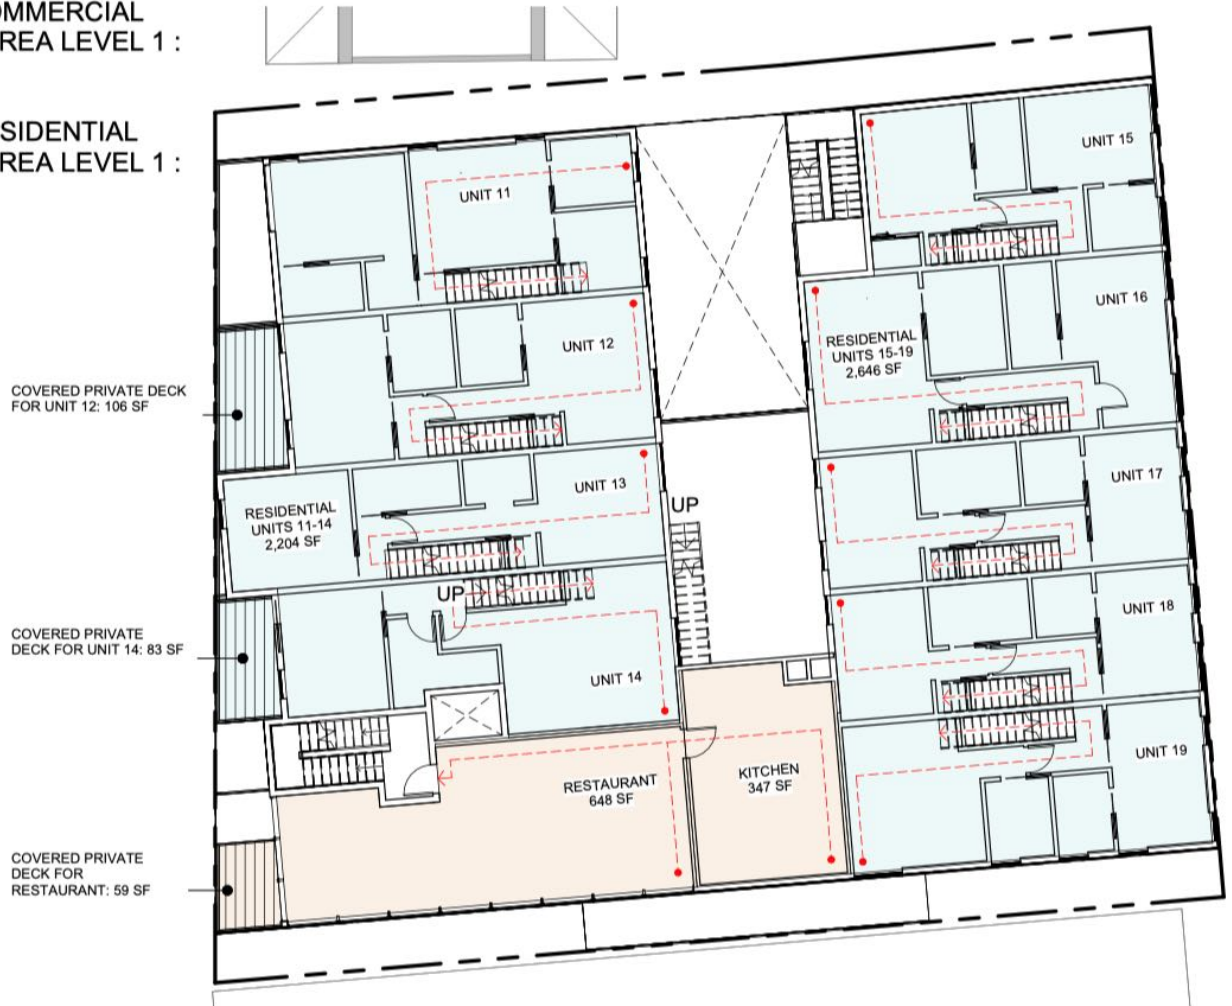 OMMERCIAL
REA LEVEL 1 :
SIDENTIAL
REA LEVEL 1 :
UNIT 15
UNIT 11
UNIT 16
UNIT 12
RESIDENTIAL
UNITS 15-19
2,646 SF
COVERED PRIVATE DECK
FOR UNIT 12: 106 SF
UNIT 17
UNIT 13
RESIDENTIAL
UNITS 11-14
2,204 SF
UP
UP
UNIT 18
COVERED PRIVATE
DECK FOR UNIT 14: 83 SF
UNIT 14
UNIT 19
RESTAURANT
648 SF
KITCHEN
347 SF
COVERED PRIVATE
DECK FOR
RESTAURANT: 59 SF